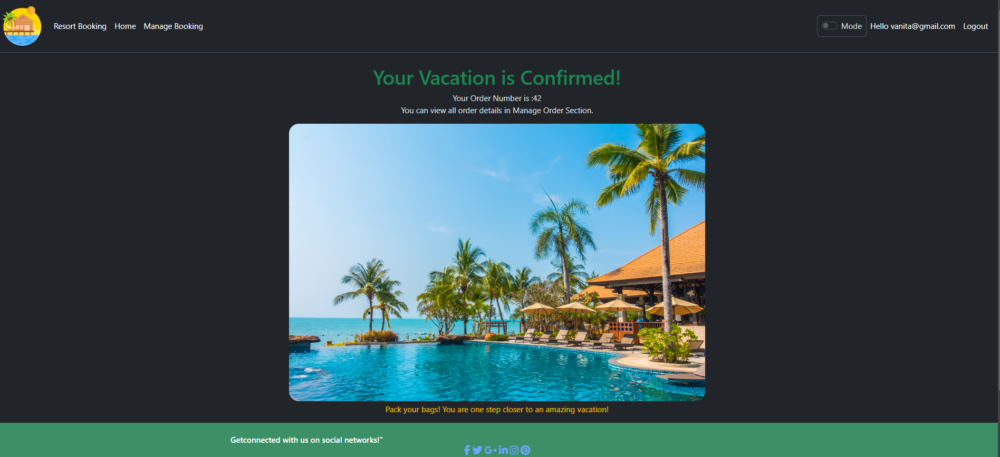 Resort Booking Home Manage Booking Mode Hello vanita@gmail.com Logout
Your Vacation is Confirmed!
Your Order Number is :42
You can view all order details in Manage Order Section.
Pack your bags! You are one step closer to an amazing vacation!
Getconnected with us on social networks!"